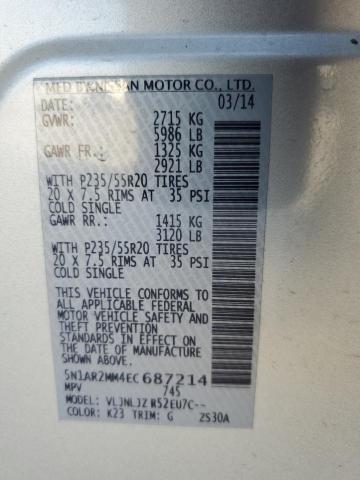 MFD BY NISSAN MOTOR CO., LTD.
DATE: 03/14
GVWR: 2715 KG
5986 LB
GAWR FR.: 1325 KG
2921 LB
WITH P235/55R20 TIRES
20 X 7.5 RIMS AT 35 PSI
COLD SINGLE
GAWR RR.: 1415 KG
3120 LB
WITH P235/55R20 TIRES
20 X 7.5 RIMS AT 35 PSI
COLD SINGLE
THIS VEHICLE CONFORMS TO
ALL APPLICABLE FEDERAL
MOTOR VEHICLE SAFETY AND
THEFT PREVENTION
STANDARDS IN EFFECT ON
THE DATE OF MANUFACTURE
SHOWN ABOVE.
5N1AR2MM4EC687214
MPV 745
MODEL: R52EU7C--
COLOR: K23 TRIM: G 2S30A